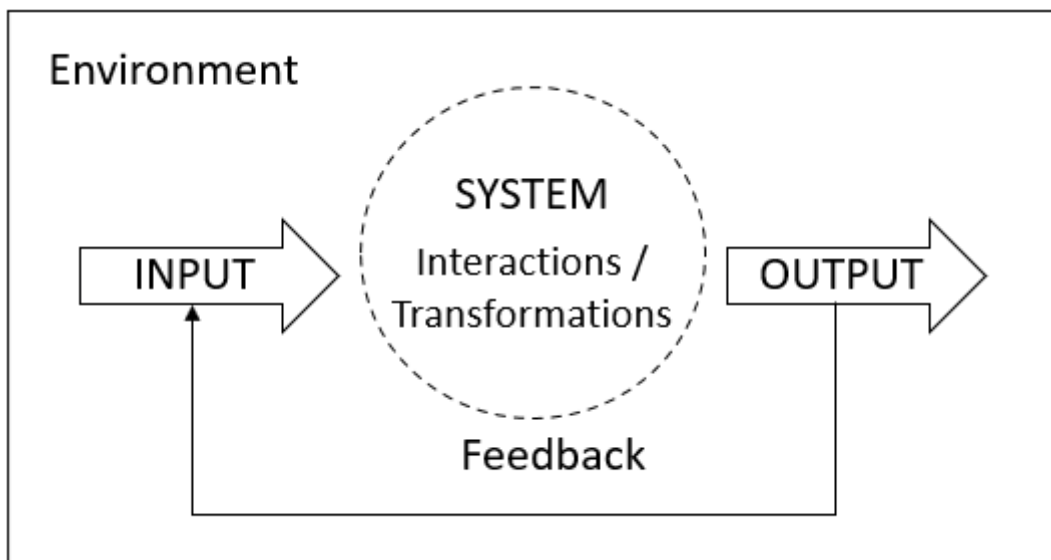 Environment
SYSTEM
Interactions /
Transformations
INPUT
OUTPUT
Feedback